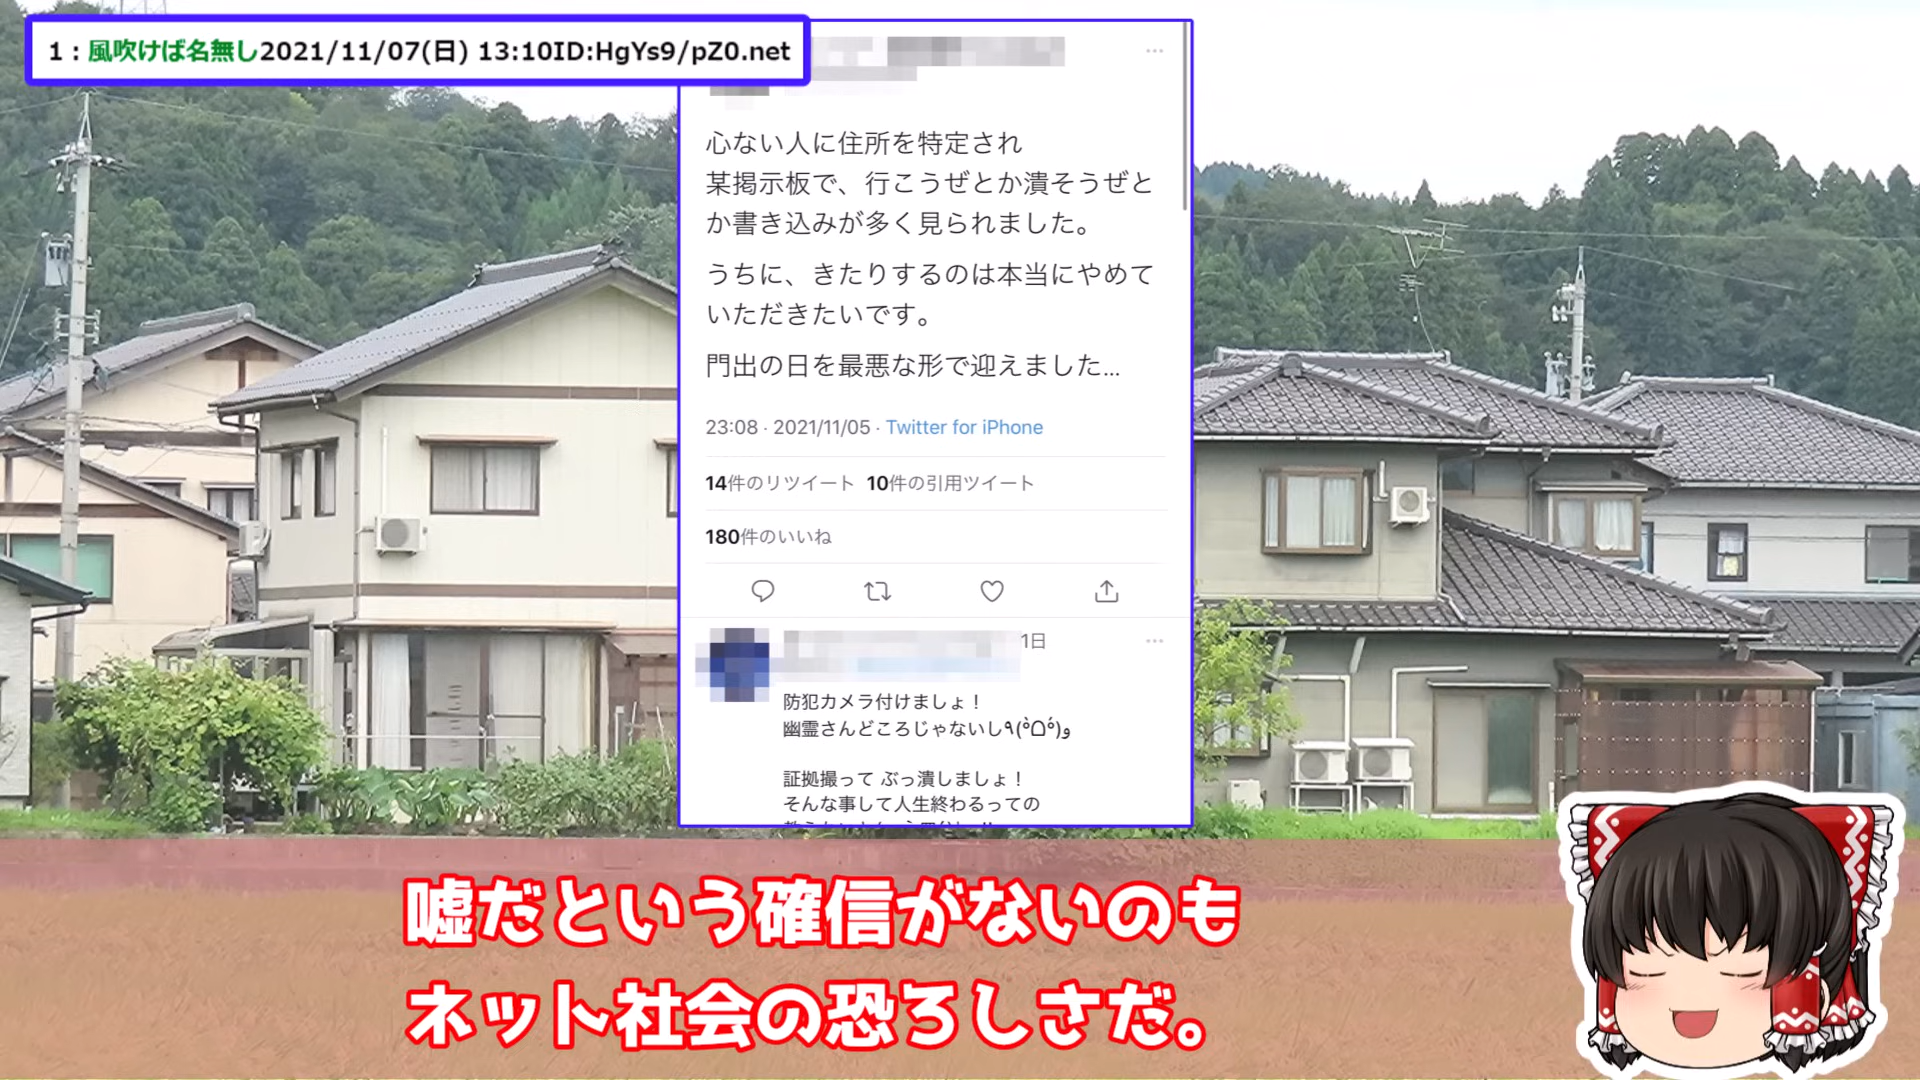 1：風吹けば名無し2021/11/07(日) 13:10ID:HgYs9/pZ0.net
心ない人に住所を特定され
某掲示板で、行こうぜとか潰そうぜと
か書き込みが多く見られました。
うちに、きたりするのは本当にやめて
いただきたいです。
門出の日を最悪な形で迎えました...
23:08 · 2021/11/05 · Twitter for iPhone
14件のリツイート 10件の引用ツイート
180件のいいね
1日
防犯カメラ付けましょ！
幽霊さんどころじゃないし٩(ò̀Ó)و
証拠撮って ぶっ潰しましょ！
そんな事して人生終わるっての
嘘だという確信がないのも
ネット社会の恐ろしさだ。